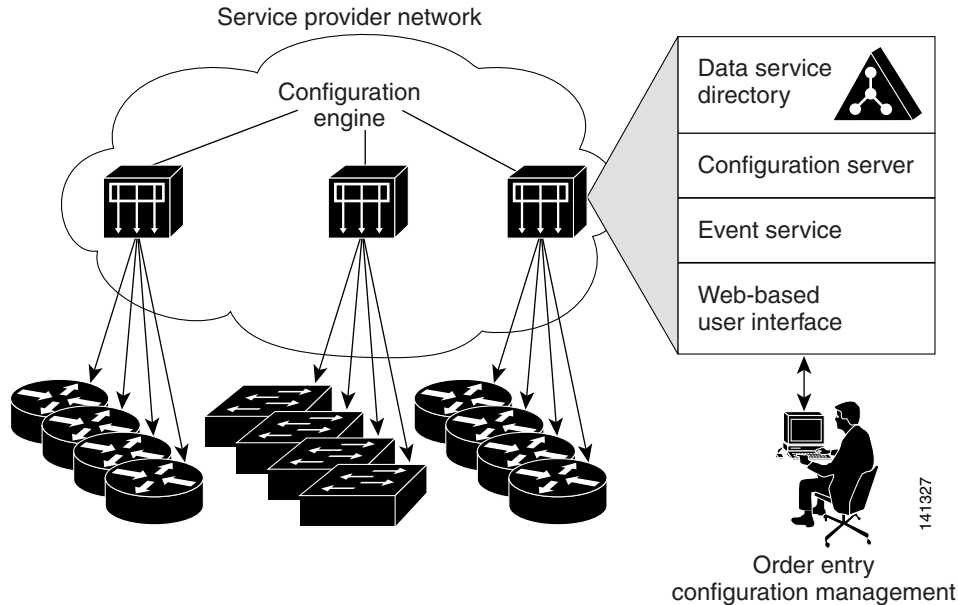 Service provider network
Configuration
engine
Data service
directory
Configuration server
Event service
Web-based
user interface
141327
Order entry
configuration management